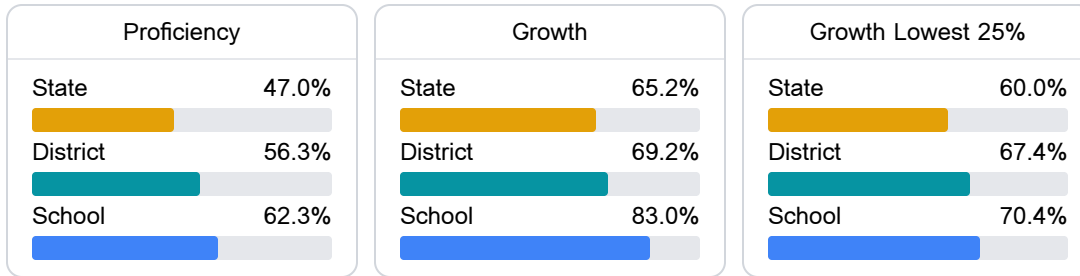 Proficiency
State 47.0%
District 56.3%
School 62.3%
Growth
State 65.2%
District 69.2%
School 83.0%
Growth Lowest 25%
State 60.0%
District 67.4%
School 70.4%